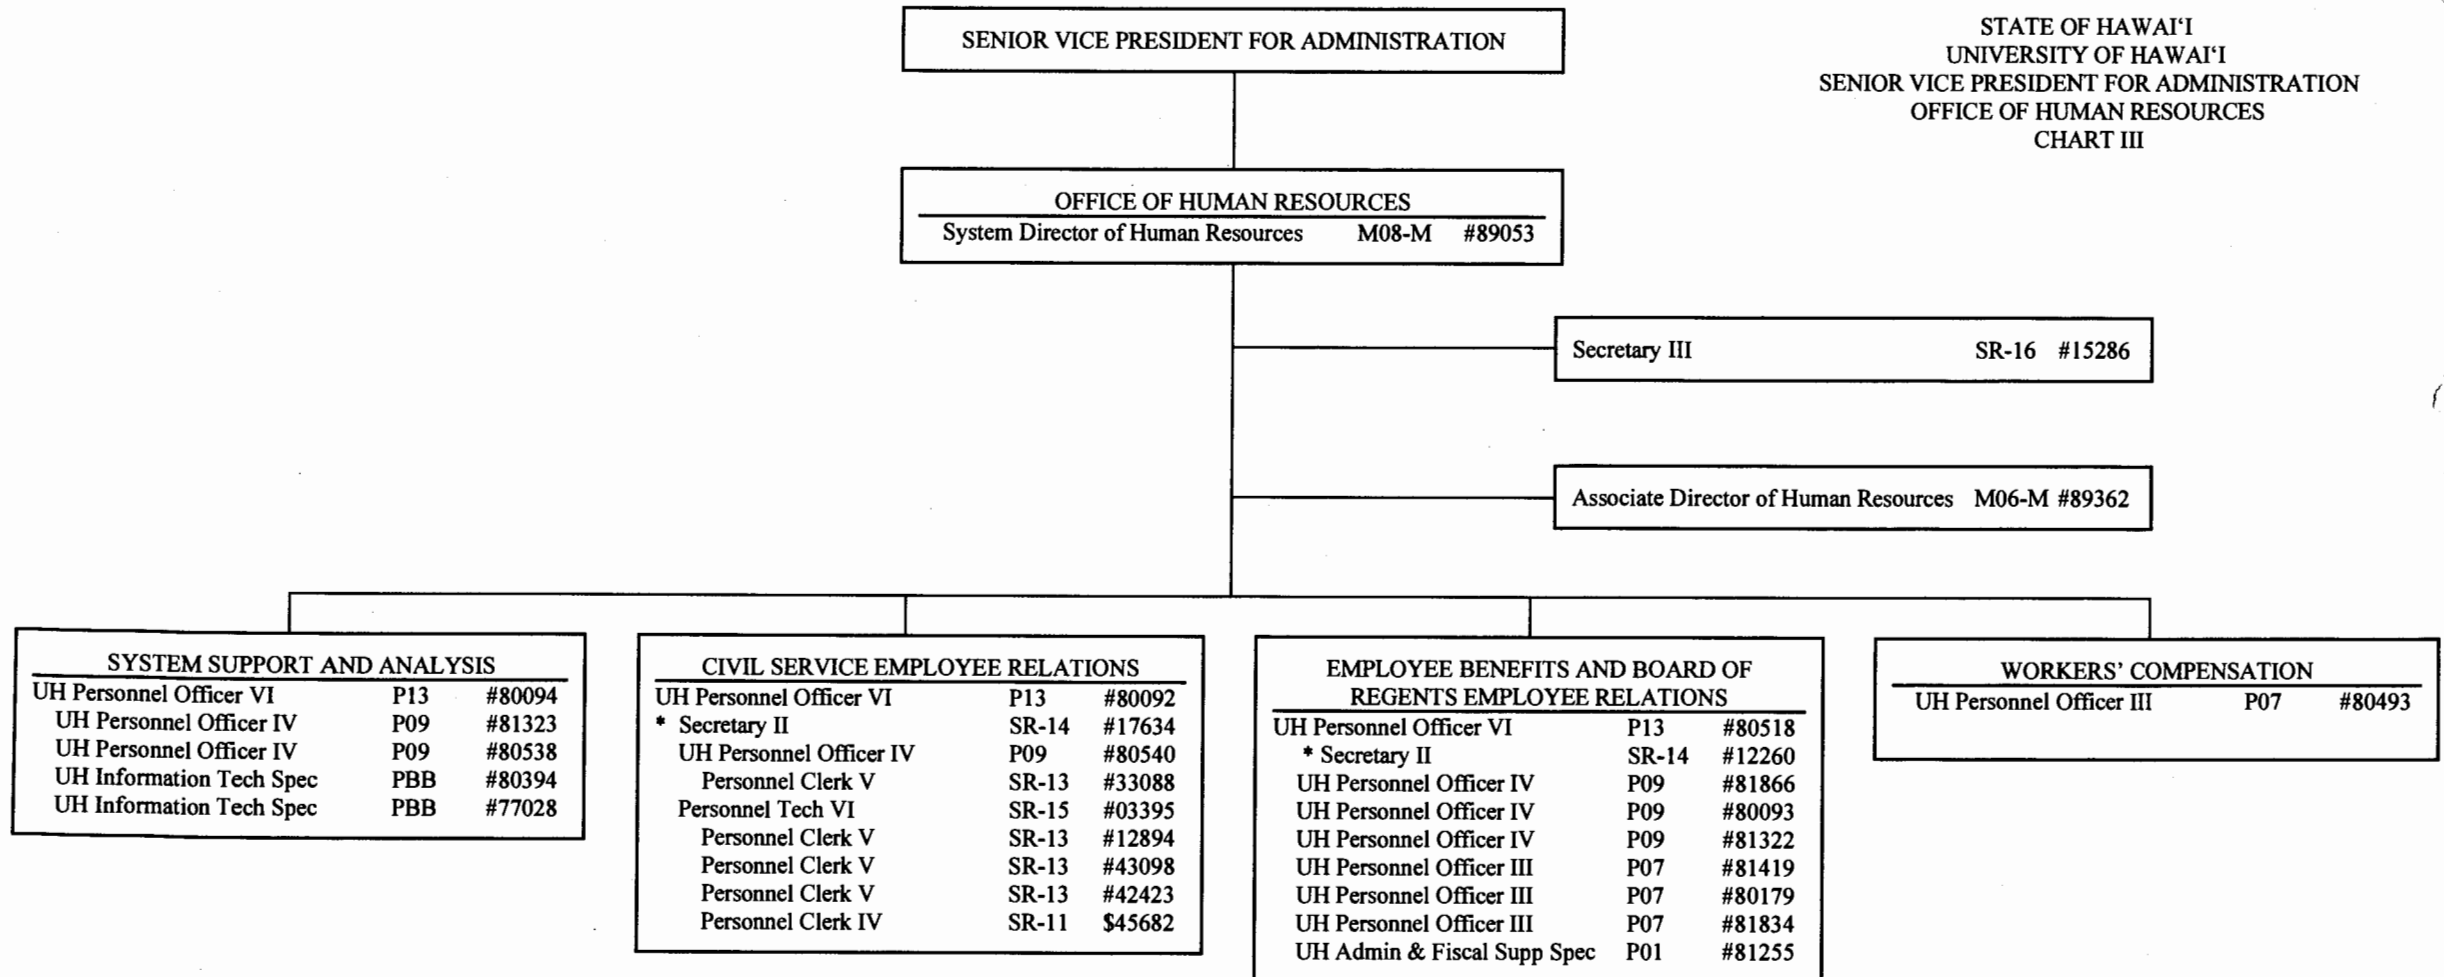 SENIOR VICE PRESIDENT FOR ADMINISTRATION
STATE OF HAWAI‘I
UNIVERSITY OF HAWAI‘I
SENIOR VICE PRESIDENT FOR ADMINISTRATION
OFFICE OF HUMAN RESOURCES
CHART III
OFFICE OF HUMAN RESOURCES
System Director of Human Resources M08-M #89053
Secretary III SR-16 #15286
Associate Director of Human Resources M06-M #89362
SYSTEM SUPPORT AND ANALYSIS
UH Personnel Officer VI P13 #80094
UH Personnel Officer IV P09 #81323
UH Personnel Officer IV P09 #80538
UH Information Tech Spec PBB #80394
UH Information Tech Spec PBB #77028
CIVIL SERVICE EMPLOYEE RELATIONS
UH Personnel Officer VI P13 #80092
* Secretary II SR-14 #17634
UH Personnel Officer IV P09 #80540
Personnel Clerk V SR-13 #33088
Personnel Tech VI SR-15 #03395
Personnel Clerk V SR-13 #12894
Personnel Clerk V SR-13 #43098
Personnel Clerk V SR-13 #42423
Personnel Clerk IV SR-11 $45682
EMPLOYEE BENEFITS AND BOARD OF
REGENTS EMPLOYEE RELATIONS
UH Personnel Officer VI P13 #80518
* Secretary II SR-14 #12260
UH Personnel Officer IV P09 #81866
UH Personnel Officer IV P09 #80093
UH Personnel Officer IV P09 #81322
UH Personnel Officer III P07 #81419
UH Personnel Officer III P07 #80179
UH Personnel Officer III P07 #81834
UH Admin & Fiscal Supp Spec P01 #81255
WORKERS’ COMPENSATION
UH Personnel Officer III P07 #80493